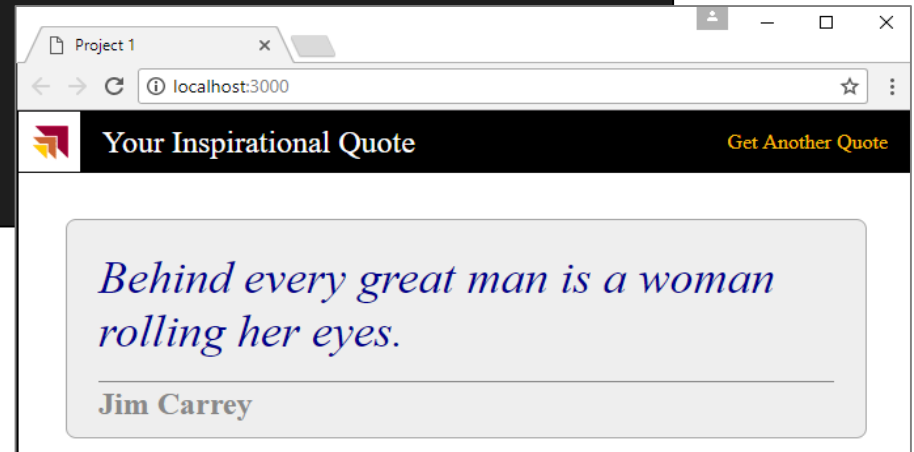 Project 1
localhost:3000
Your Inspirational Quote
Get Another Quote
Behind every great man is a woman
rolling her eyes.
Jim Carrey